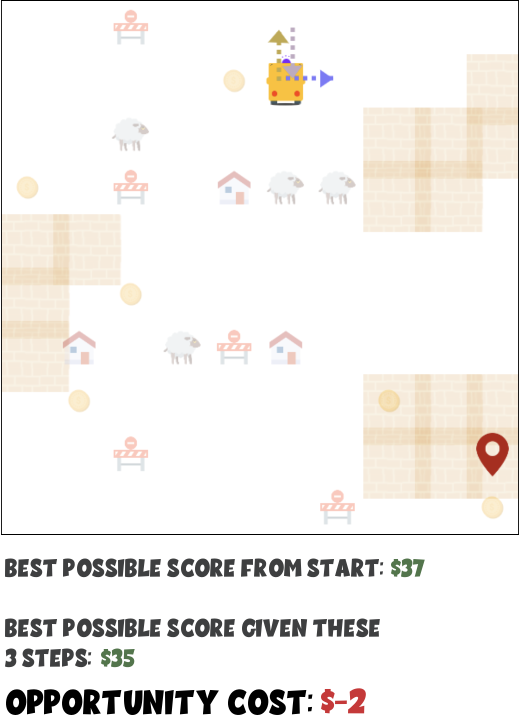 BEST POSSIBLE SCORE FROM START: $37
BEST POSSIBLE SCORE GIVEN THESE
3 STEPS: $35
OPPORTUNITY COST: $-2